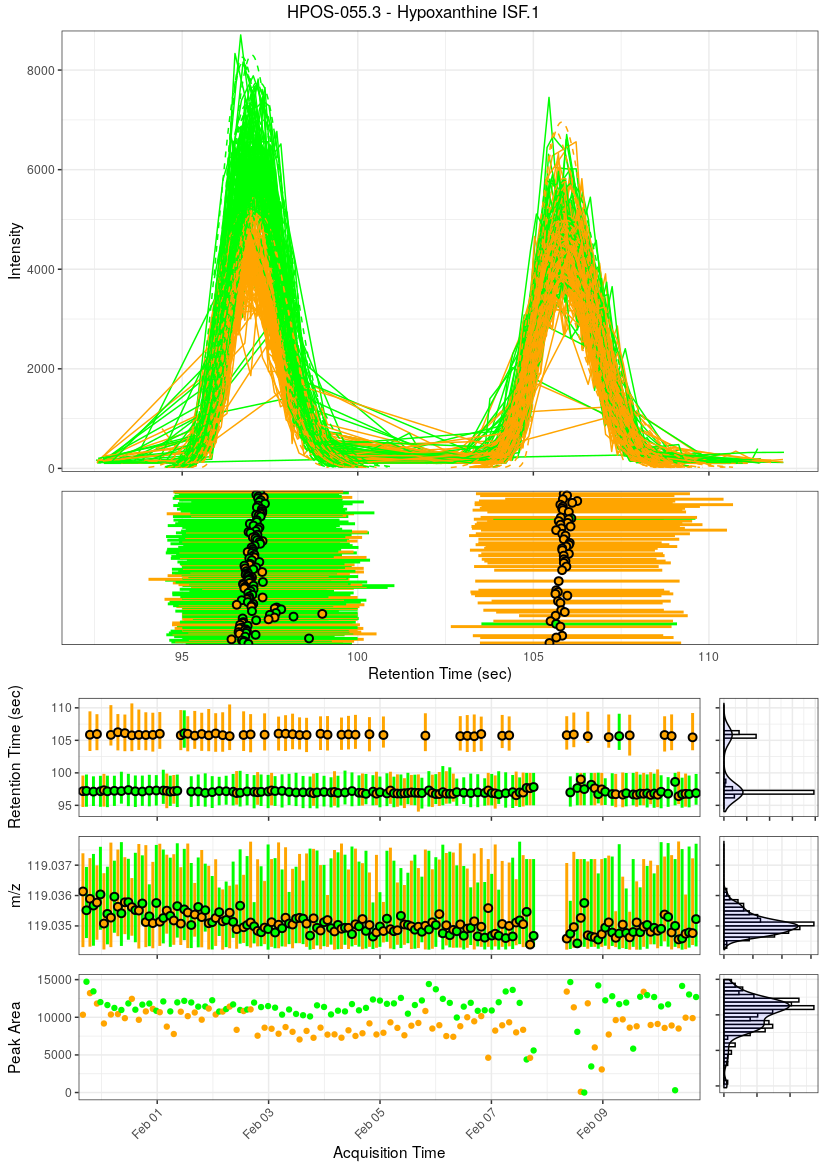 HPOS-055.3 - Hypoxanthine ISF.1
8000
6000
4000
2000
0
Intensity
95
100
105
110
Retention Time (sec)
110
105
100
95
Retention Time (sec)
119.037
119.036
119.035
m/z
15000
10000
5000
0
Peak Area
Feb 01
Feb 03
Feb 05
Feb 07
Feb 09
Acquisition Time